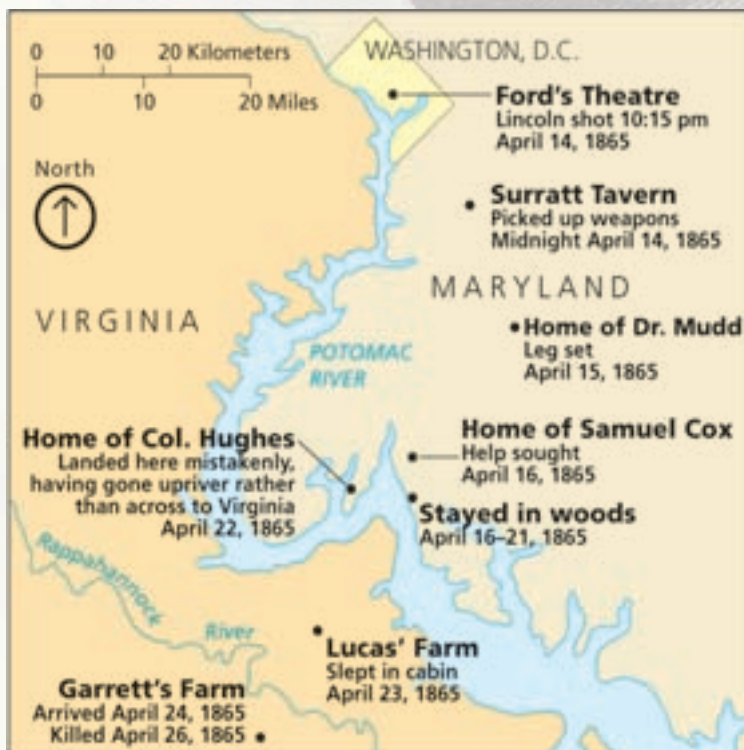 0 10 20 Kilometers
0 10 20 Miles
North
WASHINGTON, D.C.
Ford's Theatre
Lincoln shot 10:15 pm
April 14, 1865
Surratt Tavern
Picked up weapons
Midnight April 14, 1865
MARYLAND
VIRGINIA
Home of Dr. Mudd
Leg set
April 15, 1865
POTOMAC
RIVER
Home of Col. Hughes
Landed here mistakenly,
having gone upriver rather
than across to Virginia
April 22, 1865
Home of Samuel Cox
Help sought
April 16, 1865
Stayed in woods
April 16–21, 1865
Rappahannock
River
Lucas' Farm
Slept in cabin
April 23, 1865
Garrett's Farm
Arrived April 24, 1865
Killed April 26, 1865